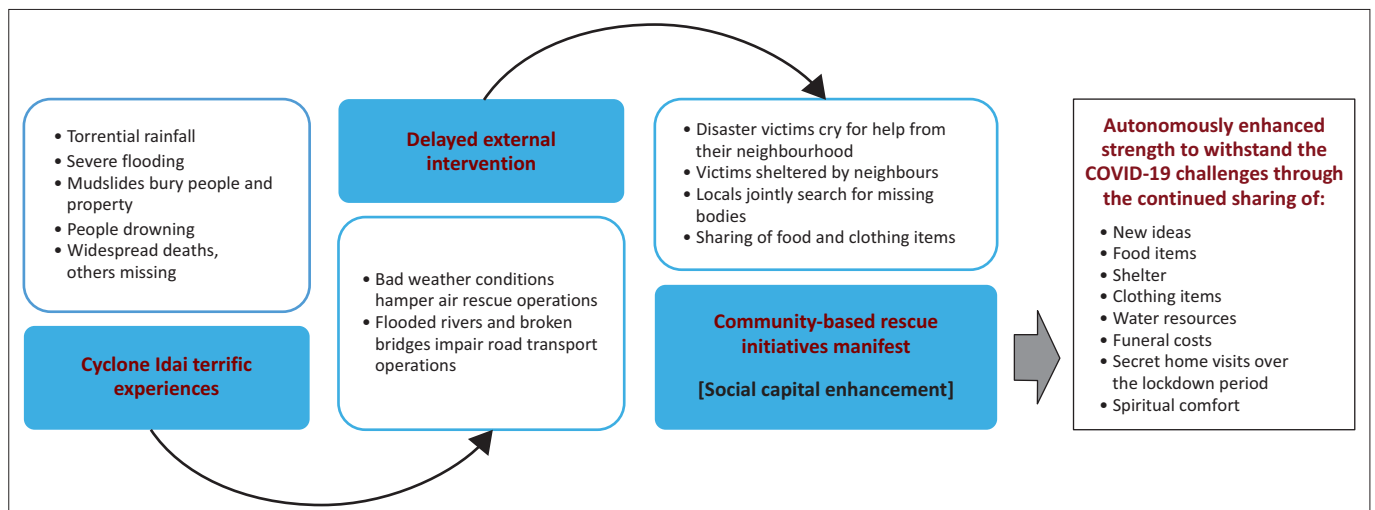 • Torrential rainfall
• Severe flooding
• Mudslides bury people and
property
• People drowning
• Widespread deaths,
others missing
Cyclone Idai terrific
experiences
Delayed external
intervention
• Bad weather conditions
hamper air rescue operations
• Flooded rivers and broken
bridges impair road transport
operations
• Disaster victims cry for help from
their neighbourhood
• Victims sheltered by neighbours
• Locals jointly search for missing
bodies
• Sharing of food and clothing items
Community-based rescue
initiatives manifest
[Social capital enhancement]
Autonomously enhanced
strength to withstand the
COVID-19 challenges through
the continued sharing of:
• New ideas
• Food items
• Shelter
• Clothing items
• Water resources
• Funeral costs
• Secret home visits over
the lockdown period
• Spiritual comfort